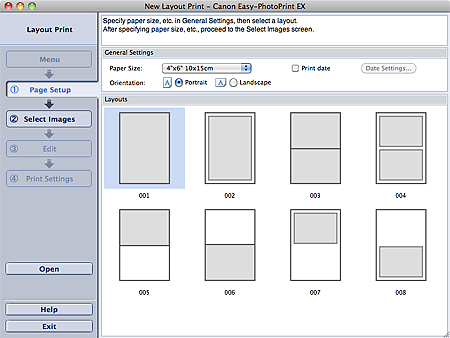 New Layout Print - Canon Easy-PhotoPrint EX
Layout Print
Specify paper size, etc. in General Settings, then select a layout.
After specifying paper size, etc., proceed to the Select Images screen.
Menu
① Page Setup
② Select Images
③ Edit
④ Print Settings
Open
Help
Exit
General Settings
Paper Size: 4"x6" 10x15cm Print date Date Settings...
Orientation: A Portrait A Landscape
Layouts
001 002 003 004
005 006 007 008